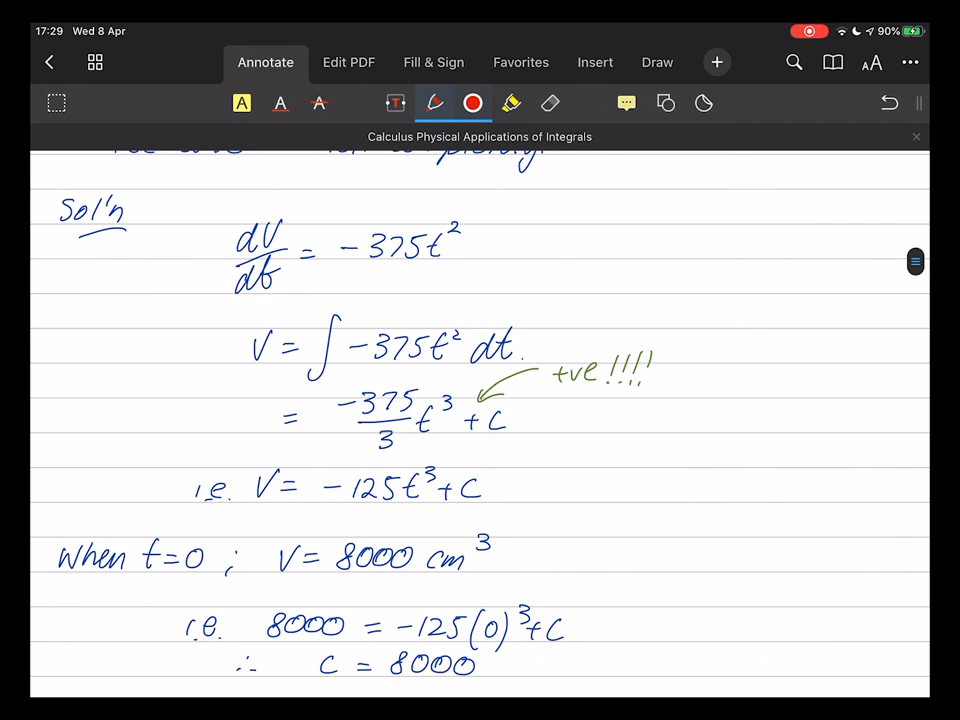 17:29 Wed 8 Apr 90%
Annotate Edit PDF Fill & Sign Favorites Insert Draw
Calculus Physical Applications of Integrals
Sol'n
dV/dt = -375t²
V = ∫ -375t² dt.
+ve !!!!
= -375/3 t³ + C
i.e. V = -125t³ + C
When t=0 ; V = 8000 cm³
i.e. 8000 = -125(0)³ + C
∴ C = 8000